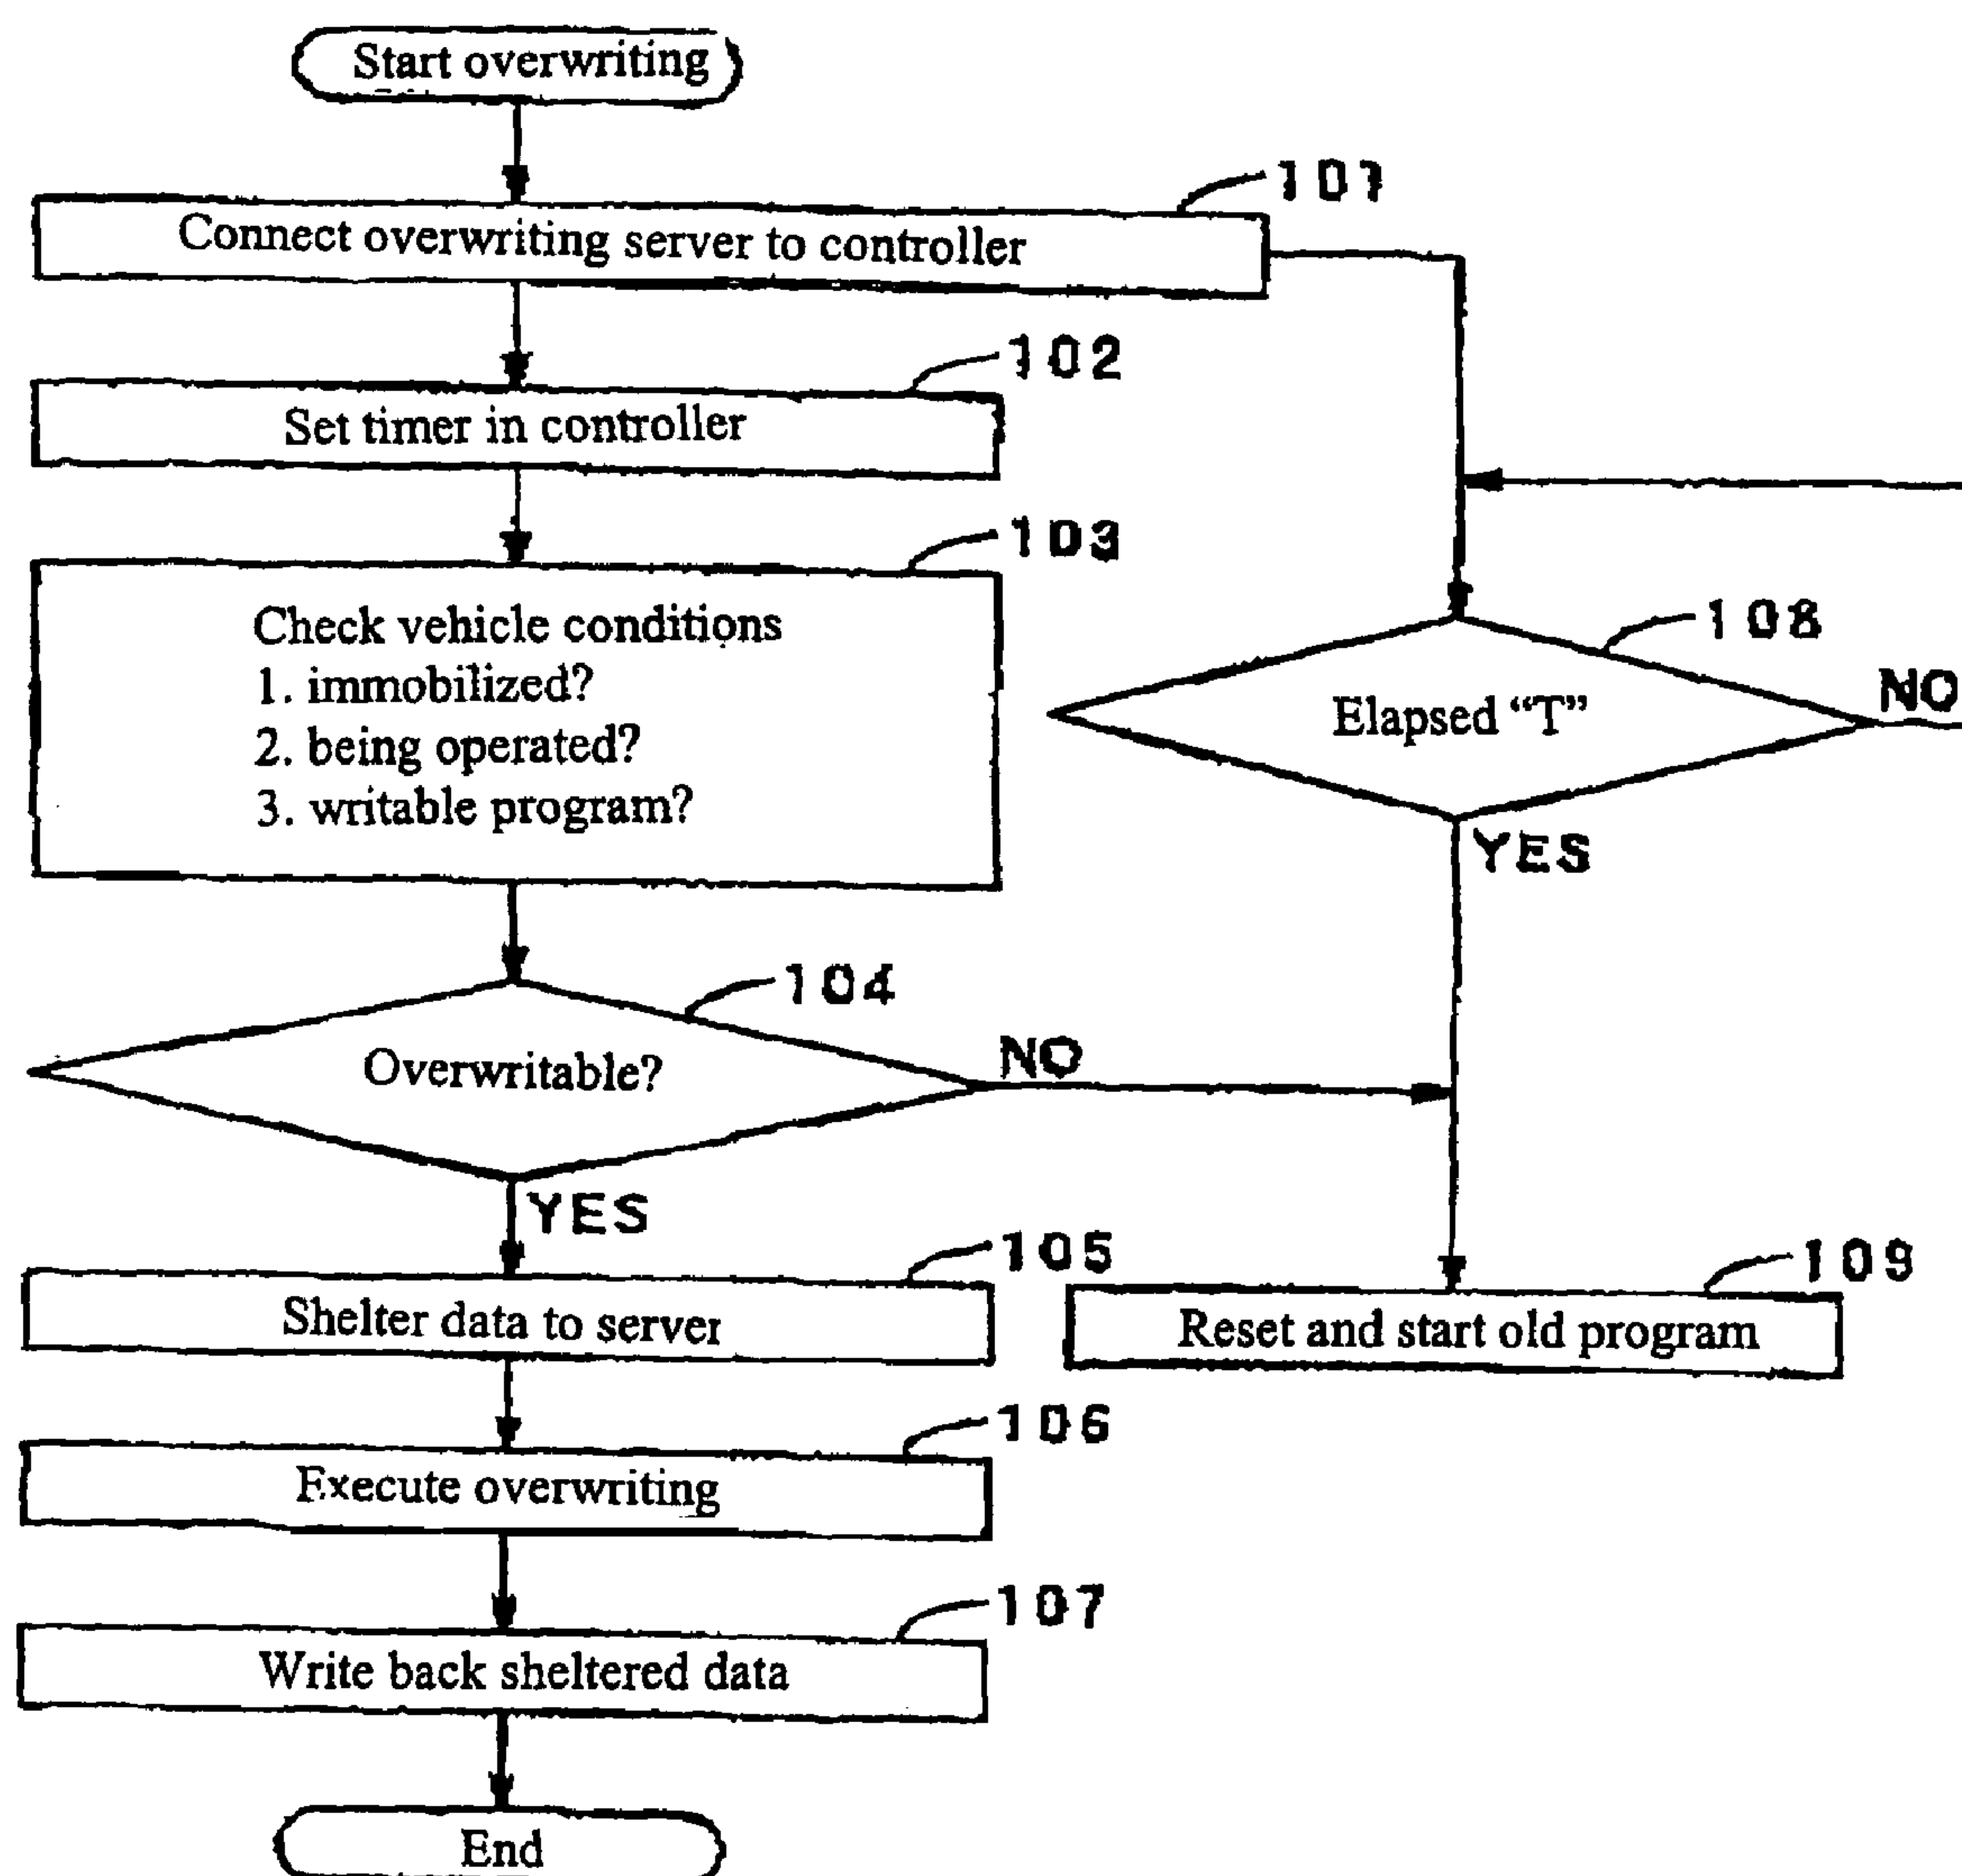 Start overwriting
101
Connect overwriting server to controller
102
Set timer in controller
103
Check vehicle conditions
1. immobilized?
2. being operated?
3. writable program?
108
Elapsed “T”
NO
YES
104
Overwritable?
NO
YES
105
Shelter data to server
109
Reset and start old program
106
Execute overwriting
107
Write back sheltered data
End